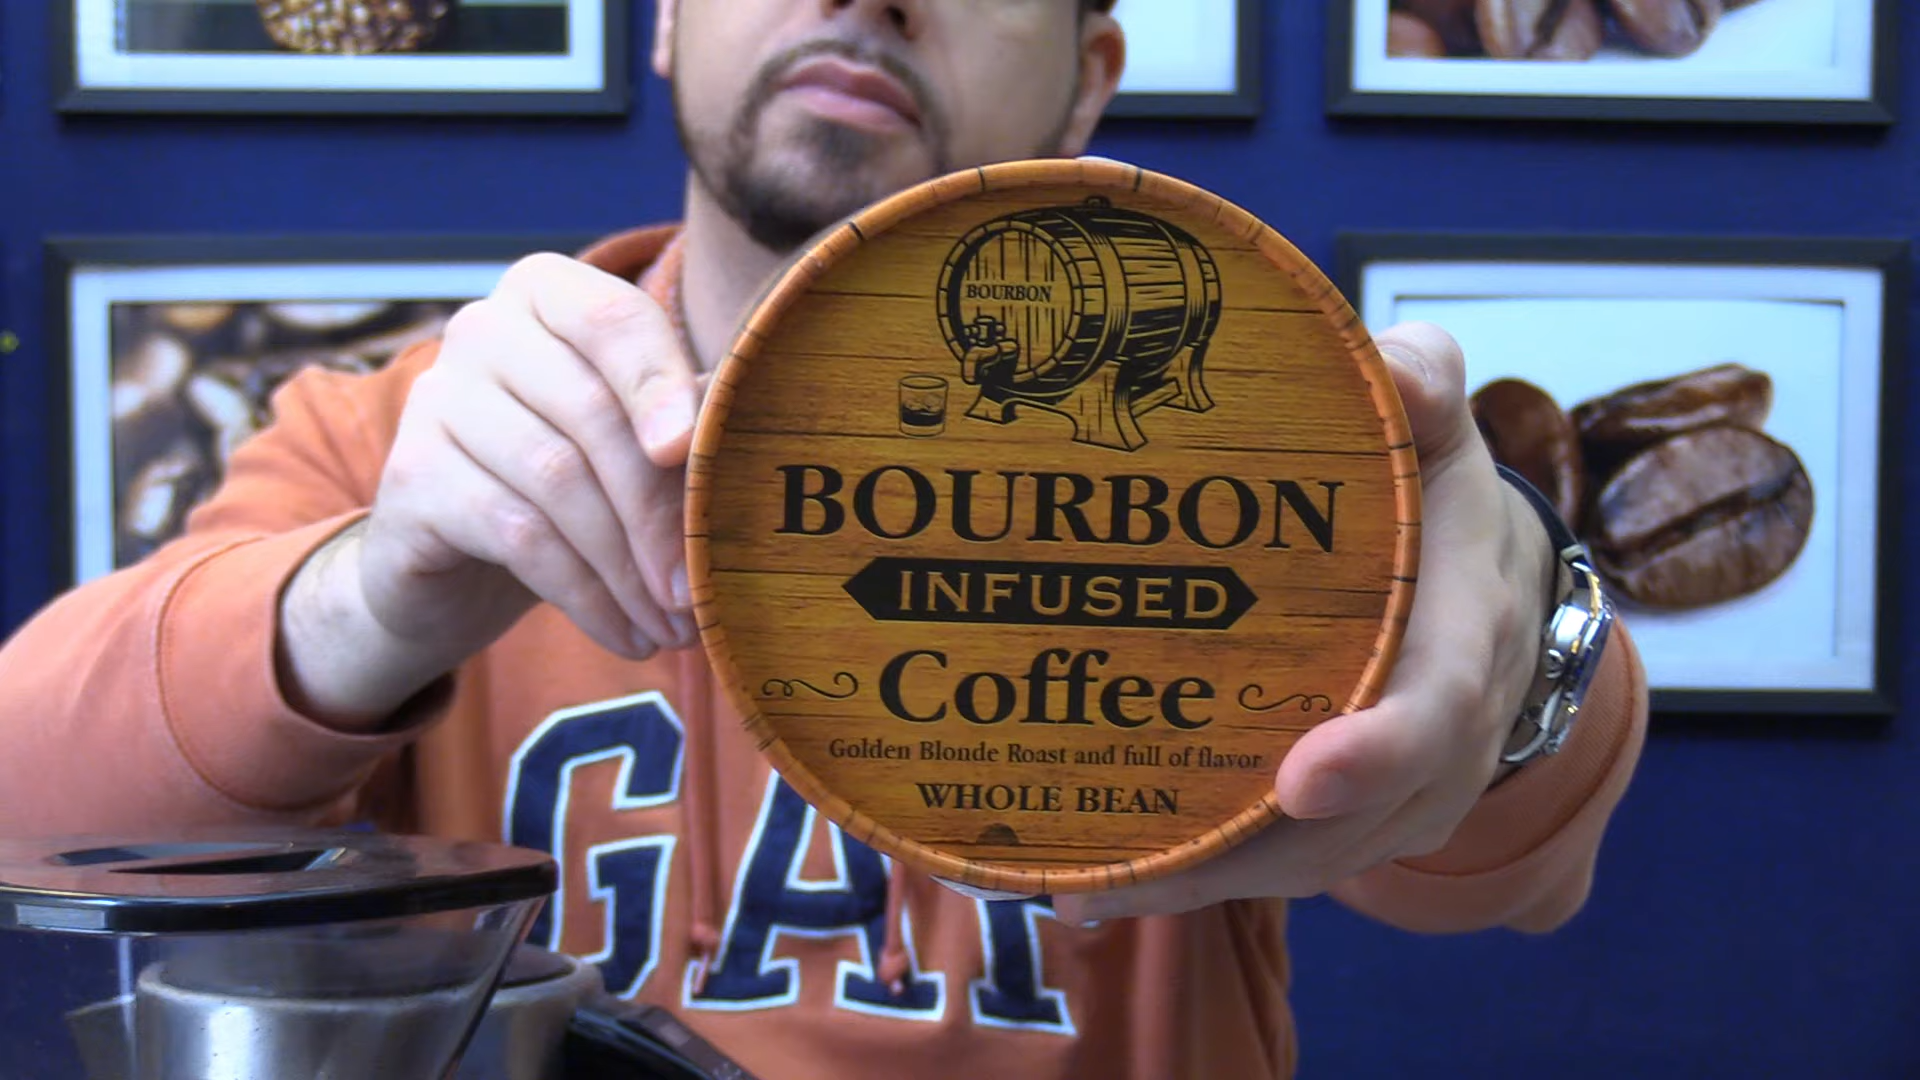 BOURBON
BOURBON
INFUSED
Coffee
Golden Blonde Roast and full of flavor
WHOLE BEAN
GAP